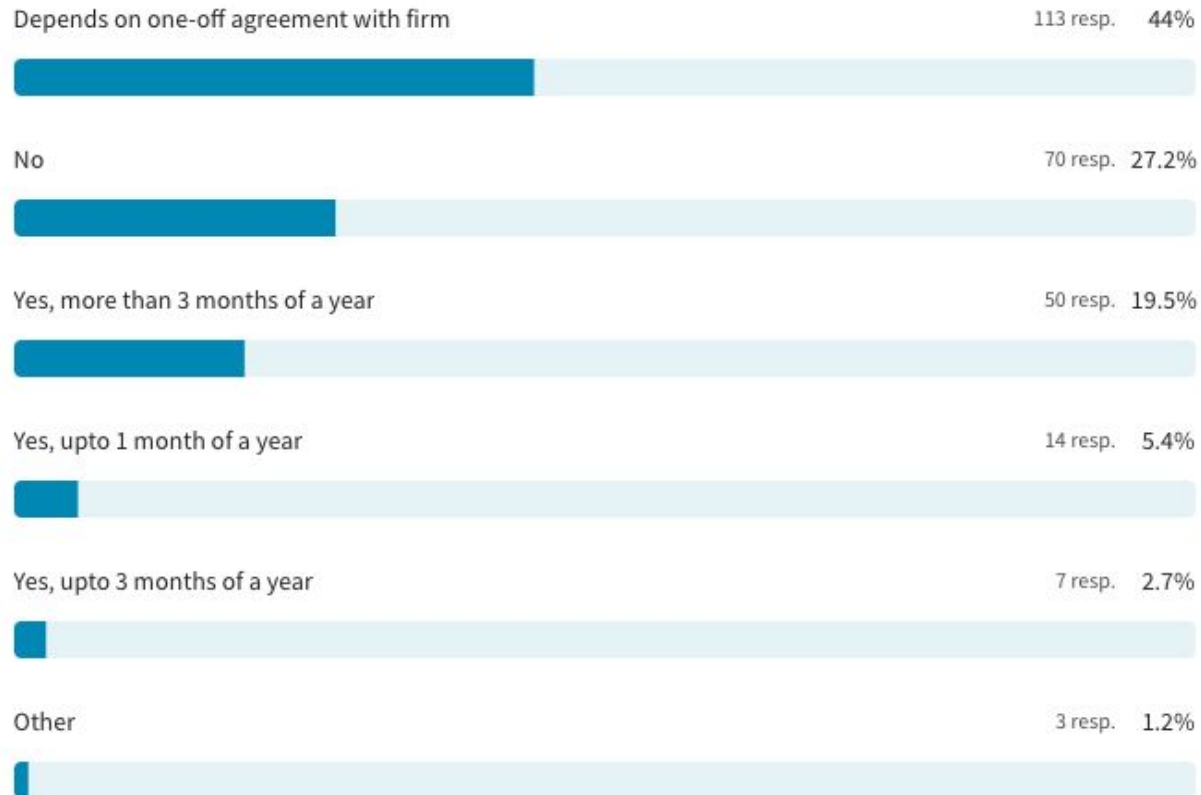 Depends on one-off agreement with firm 113 resp. 44%
No 70 resp. 27.2%
Yes, more than 3 months of a year 50 resp. 19.5%
Yes, upto 1 month of a year 14 resp. 5.4%
Yes, upto 3 months of a year 7 resp. 2.7%
Other 3 resp. 1.2%